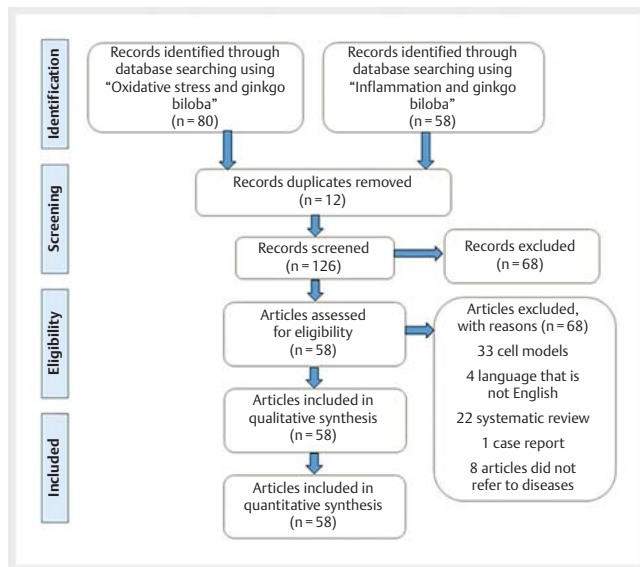 Identification
Records identified through
database searching using
“Oxidative stress and ginkgo
biloba”
(n = 80)
Records identified through
database searching using
“Inflammation and ginkgo
biloba”
(n = 58)
Records duplicates removed
(n = 12)
Screening
Records screened
(n = 126)
Records excluded
(n = 68)
Eligibility
Articles assessed
for eligibility
(n = 58)
Articles excluded,
with reasons (n = 68)
33 cell models
4 language that is
not English
22 systematic review
1 case report
8 articles did not
refer to diseases
Articles included in
qualitative synthesis
(n = 58)
Included
Articles included in
quantitative synthesis
(n = 58)